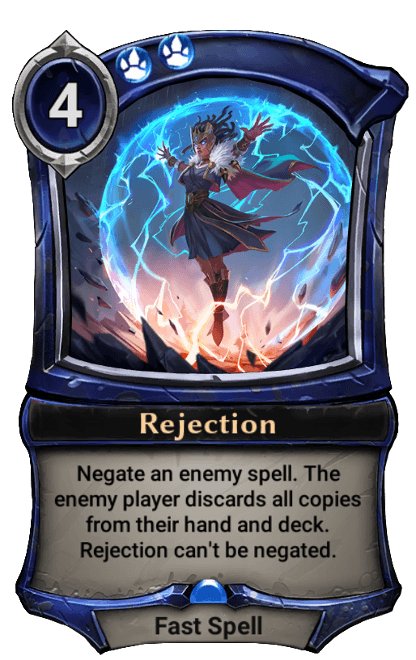 4
Rejection
Negate an enemy spell. The
enemy player discards all copies
from their hand and deck.
Rejection can't be negated.
Fast Spell